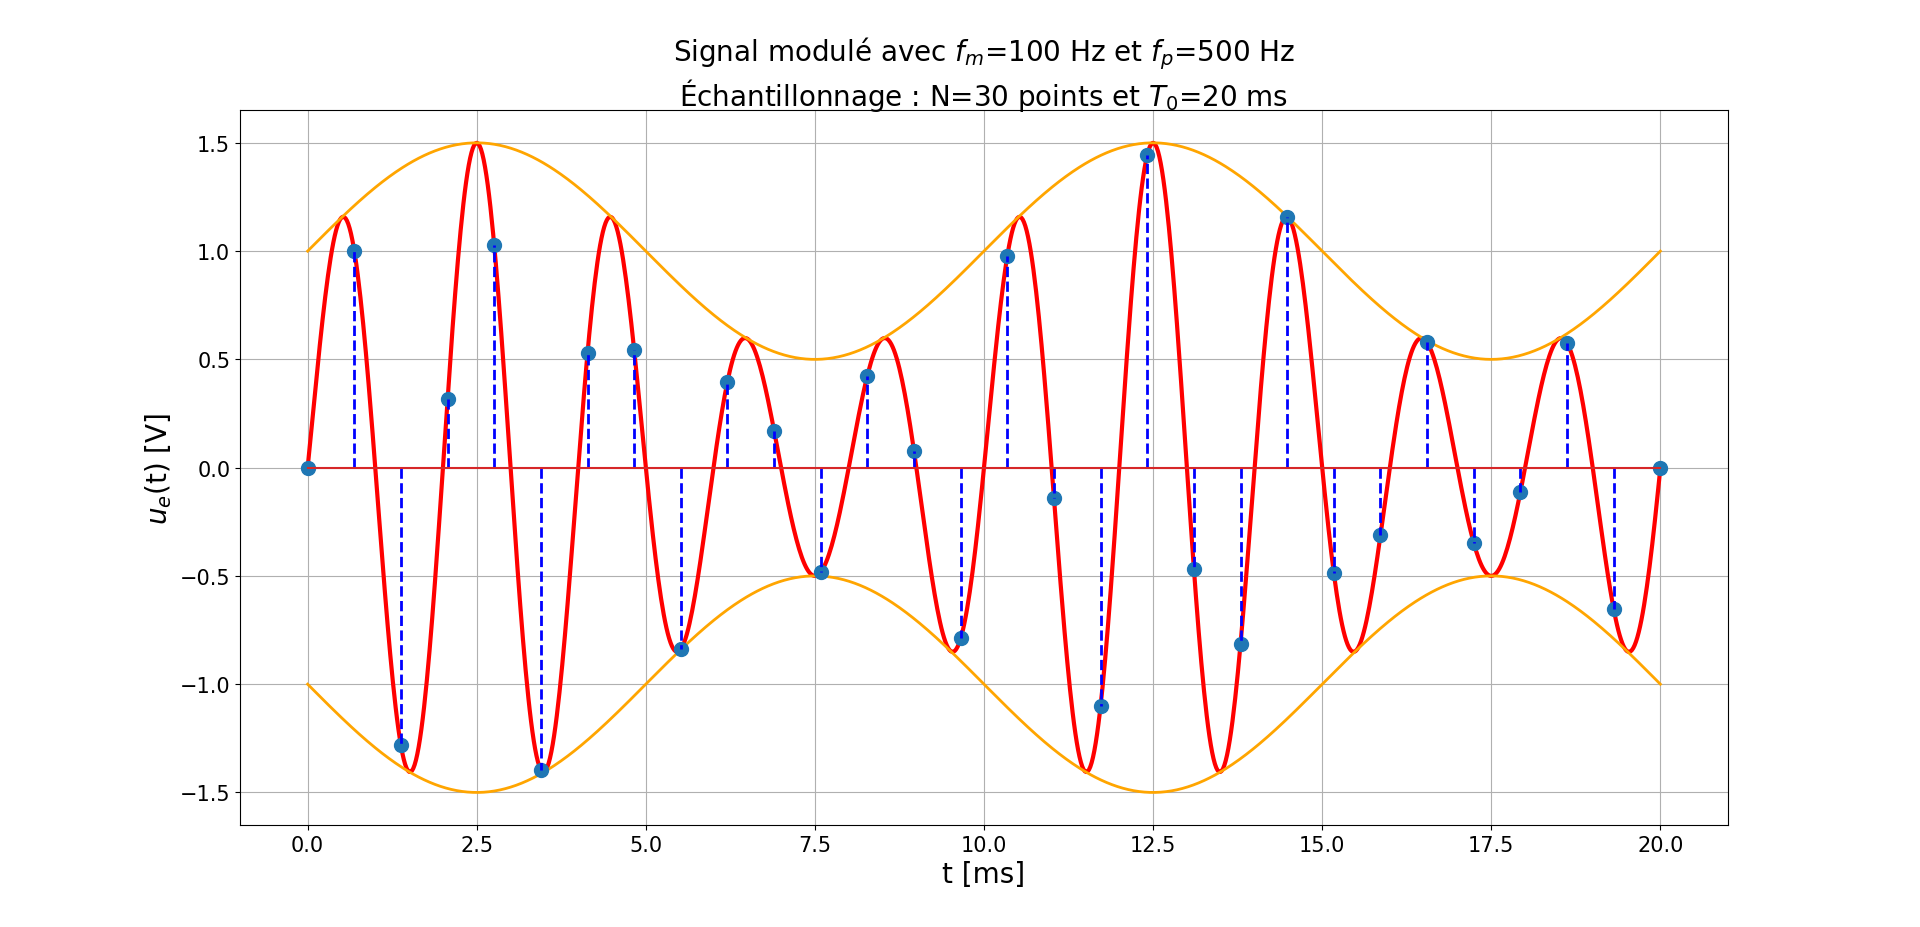 Signal modulé avec $f_m$=100 Hz et $f_p$=500 Hz
Échantillonnage : N=30 points et $T_0$=20 ms
1.5
1.0
0.5
0.0
−0.5
−1.0
−1.5
$u_e$(t) [V]
0.0 2.5 5.0 7.5 10.0 12.5 15.0 17.5 20.0
t [ms]